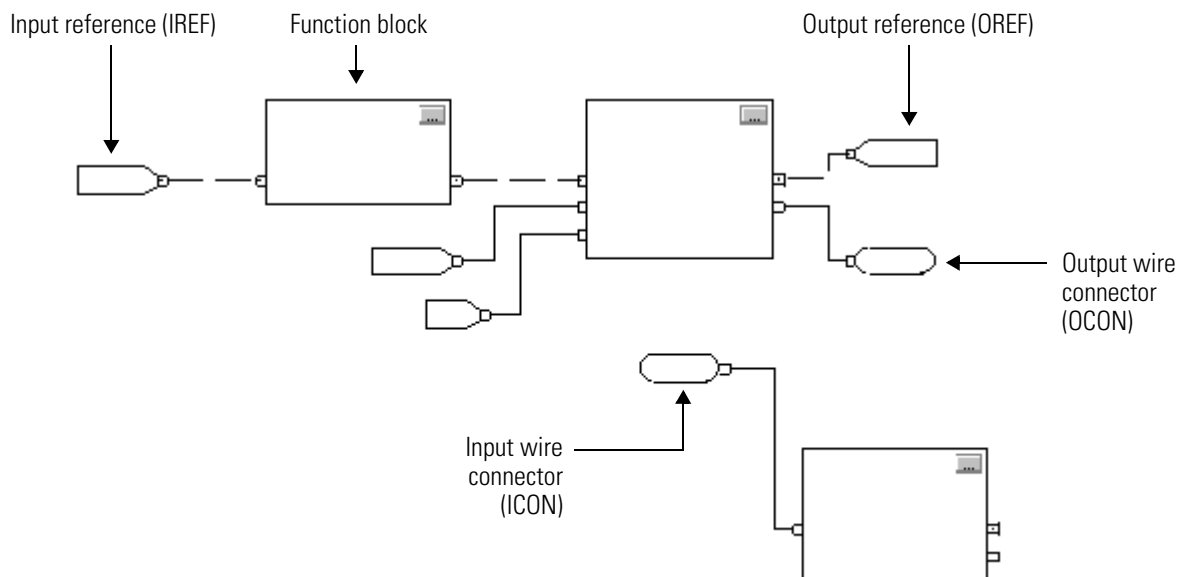 Input reference (IREF)
Function block
Output reference (OREF)
...
...
Output wire
connector
(OCON)
Input wire
connector
(ICON)
...